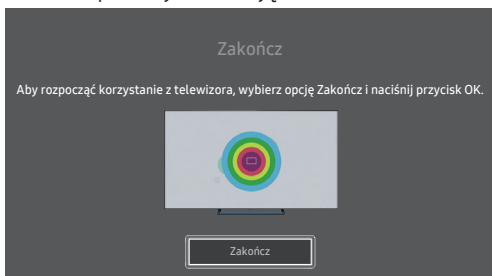 Zakończ
Aby rozpocząć korzystanie z telewizora, wybierz opcję Zakończ i naciśnij przycisk OK.
Zakończ